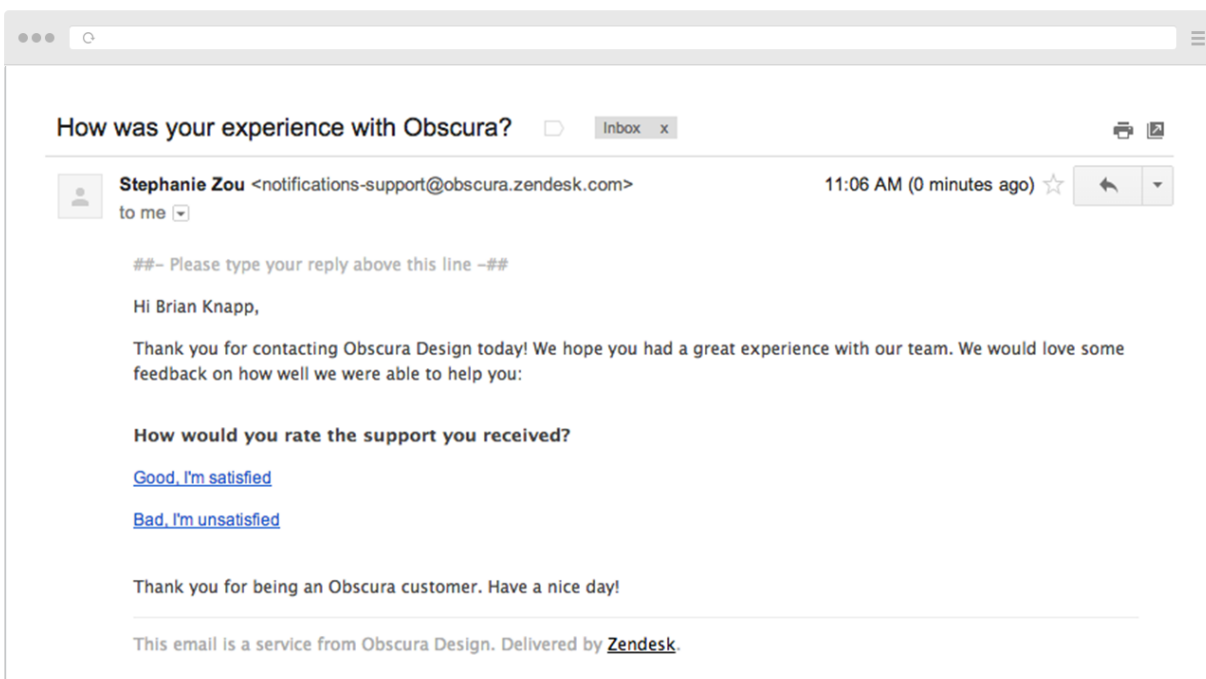 How was your experience with Obscura?
Inbox x
Stephanie Zou <notifications-support@obscura.zendesk.com>
11:06 AM (0 minutes ago)
to me
##- Please type your reply above this line -##
Hi Brian Knapp,
Thank you for contacting Obscura Design today! We hope you had a great experience with our team. We would love some
feedback on how well we were able to help you:
How would you rate the support you received?
Good, I'm satisfied
Bad, I'm unsatisfied
Thank you for being an Obscura customer. Have a nice day!
This email is a service from Obscura Design. Delivered by Zendesk.